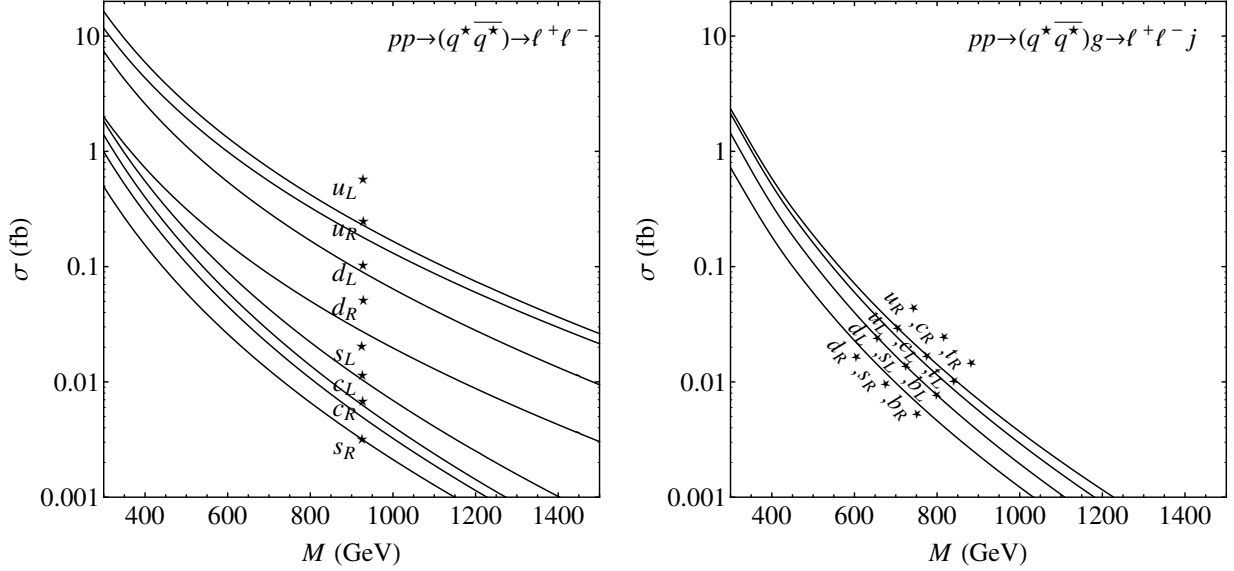 pp→(q★q★)→ℓ+ℓ−
10
1
0.1
0.01
0.001
σ (fb)
uL★
uR★
dL★
dR★
sL★
cL★
cR★
sR★
400 600 800 1000 1200 1400
M (GeV)
pp→(q★q★)g→ℓ+ℓ−j
10
1
0.1
0.01
0.001
σ (fb)
uR★,cR★,tR★
uL★,cL★,tL★
dL★,sL★,bL★
dR★,sR★,bR★
400 600 800 1000 1200 1400
M (GeV)